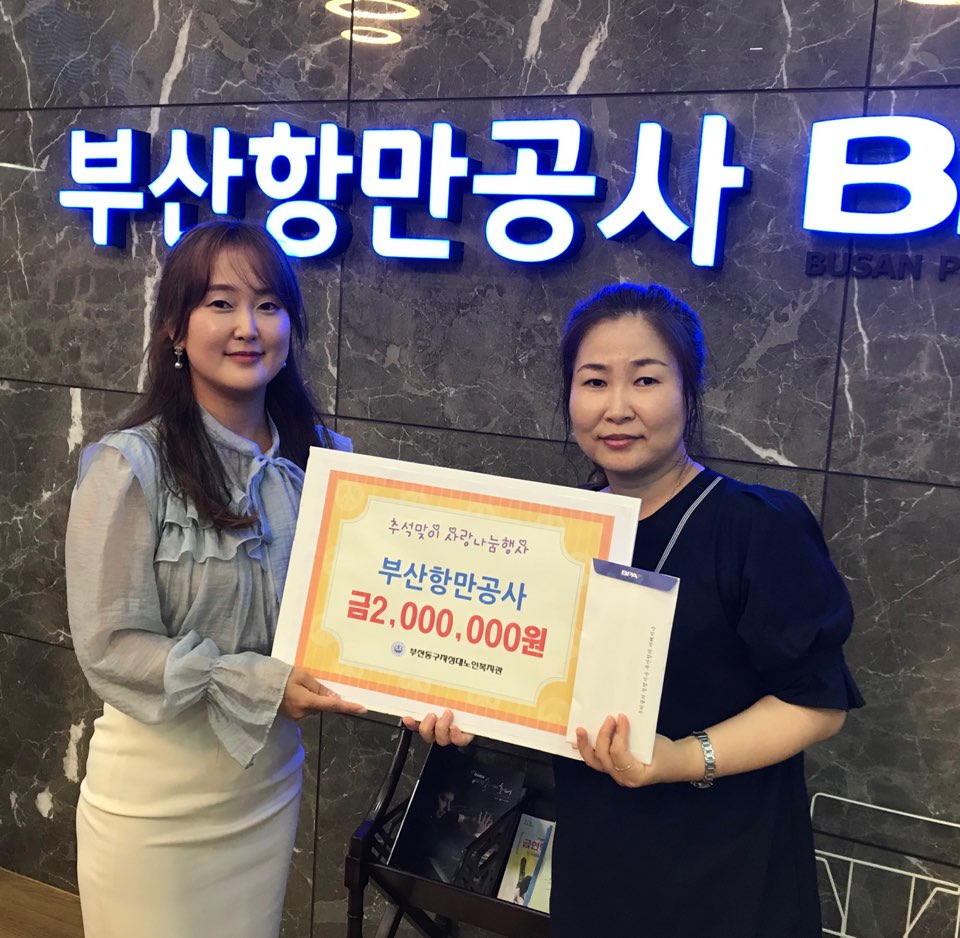 부산항만공사 B
BUSAN P
추석맞이 사랑나눔행사
부산항만공사
금2,000,000원
부산동구자성대노인복지관
BPA